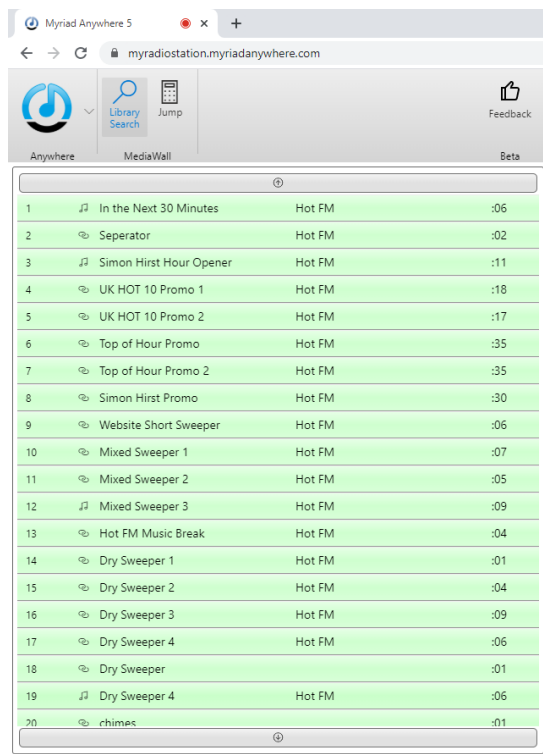 Myriad Anywhere 5
myradiostation.myriadanywhere.com
Library Search
Jump
Feedback
Anywhere
MediaWall
Beta
1 In the Next 30 Minutes Hot FM :06
2 Seperator Hot FM :02
3 Simon Hirst Hour Opener Hot FM :11
4 UK HOT 10 Promo 1 Hot FM :18
5 UK HOT 10 Promo 2 Hot FM :17
6 Top of Hour Promo Hot FM :35
7 Top of Hour Promo 2 Hot FM :35
8 Simon Hirst Promo Hot FM :30
9 Website Short Sweeper Hot FM :06
10 Mixed Sweeper 1 Hot FM :07
11 Mixed Sweeper 2 Hot FM :05
12 Mixed Sweeper 3 Hot FM :09
13 Hot FM Music Break Hot FM :04
14 Dry Sweeper 1 Hot FM :01
15 Dry Sweeper 2 Hot FM :04
16 Dry Sweeper 3 Hot FM :09
17 Dry Sweeper 4 Hot FM :06
18 Dry Sweeper :01
19 Dry Sweeper 4 Hot FM :06
20 chimes :01